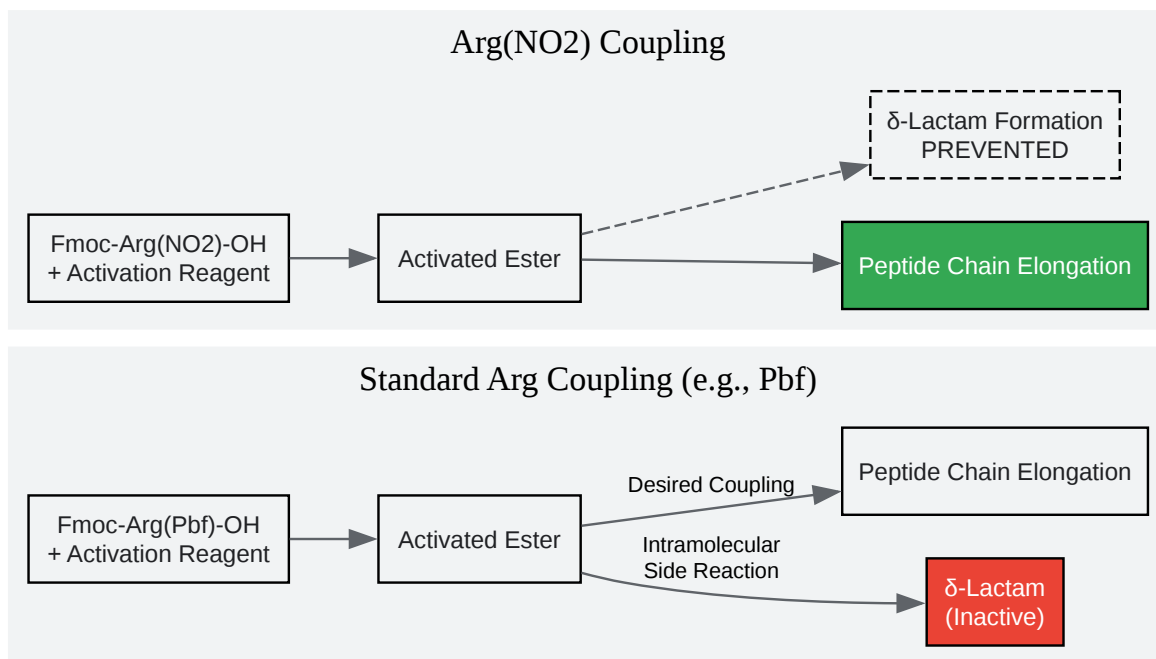 Arg(NO2) Coupling
δ-Lactam Formation
PREVENTED
Fmoc-Arg(NO2)-OH
+ Activation Reagent
Activated Ester
Peptide Chain Elongation
Standard Arg Coupling (e.g., Pbf)
Peptide Chain Elongation
Desired Coupling
Fmoc-Arg(Pbf)-OH
+ Activation Reagent
Activated Ester
Intramolecular
Side Reaction
δ-Lactam
(Inactive)